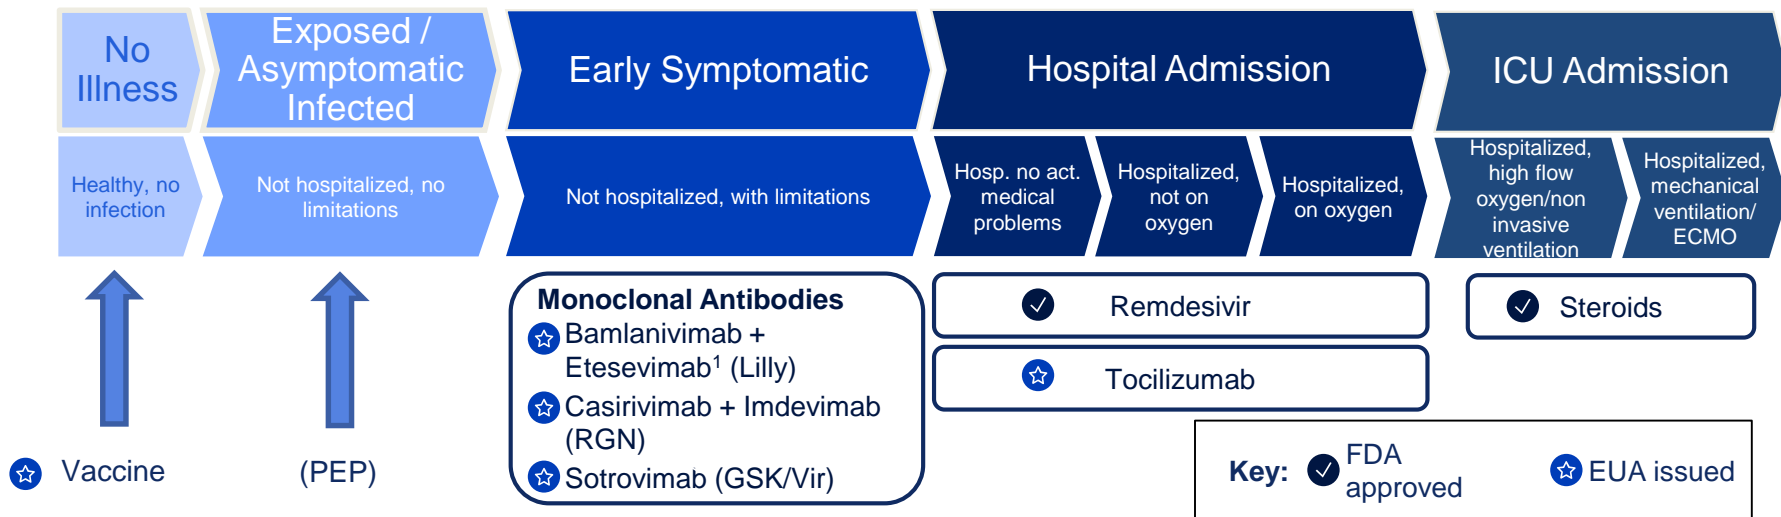 No
Illness
Exposed /
Asymptomatic
Infected
Early Symptomatic
Hospital Admission
ICU Admission
Healthy, no
infection
Not hospitalized, no
limitations
Not hospitalized, with limitations
Hosp. no act.
medical
problems
Hospitalized,
not on
oxygen
Hospitalized,
on oxygen
Hospitalized,
high flow
oxygen/non
invasive
ventilation
Hospitalized,
mechanical
ventilation/
ECMO
Vaccine
(PEP)
Monoclonal Antibodies
Bamlanivimab +
Etesevimab¹ (Lilly)
Casirivimab + Imdevimab
(RGN)
Sotrovimab (GSK/Vir)
Remdesivir
Tocilizumab
Steroids
Key:
FDA
approved
EUA issued